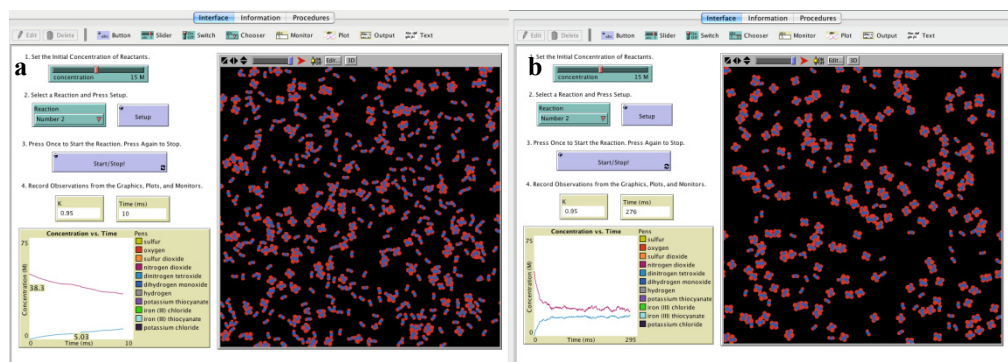 Interface Information Procedures
Edit Delete Button Slider Switch Chooser Monitor Plot Output Text
a
1. Set the Initial Concentration of Reactants.
concentration 15 M
2. Select a Reaction and Press Setup.
Reaction
Number 2
Setup
3. Press Once to Start the Reaction. Press Again to Stop.
Start/Stop!
4. Record Observations from the Graphics, Plots, and Monitors.
K
0.95
Time (ms)
10
Concentration vs. Time
Pens
75
Concentration (M)
38.3
5.03
0
0
Time (ms)
10
sulfur
oxygen
sulfur dioxide
nitrogen dioxide
dinitrogen tetroxide
dihydrogen monoxide
hydrogen
potassium thiocyanate
iron (III) chloride
iron (III) thiocyanate
potassium chloride
Edit... 3D
Interface Information Procedures
Edit Delete Button Slider Switch Chooser Monitor Plot Output Text
b
Set the Initial Concentration of Reactants.
concentration 15 M
2. Select a Reaction and Press Setup.
Reaction
Number 2
Setup
3. Press Once to Start the Reaction. Press Again to Stop.
Start/Stop!
4. Record Observations from the Graphics, Plots, and Monitors.
K
0.95
Time (ms)
276
Concentration vs. Time
Pens
75
Concentration (M)
0
0
Time (ms)
295
sulfur
oxygen
sulfur dioxide
nitrogen dioxide
dinitrogen tetroxide
dihydrogen monoxide
hydrogen
potassium thiocyanate
iron (III) chloride
iron (III) thiocyanate
potassium chloride
Edit... 3D